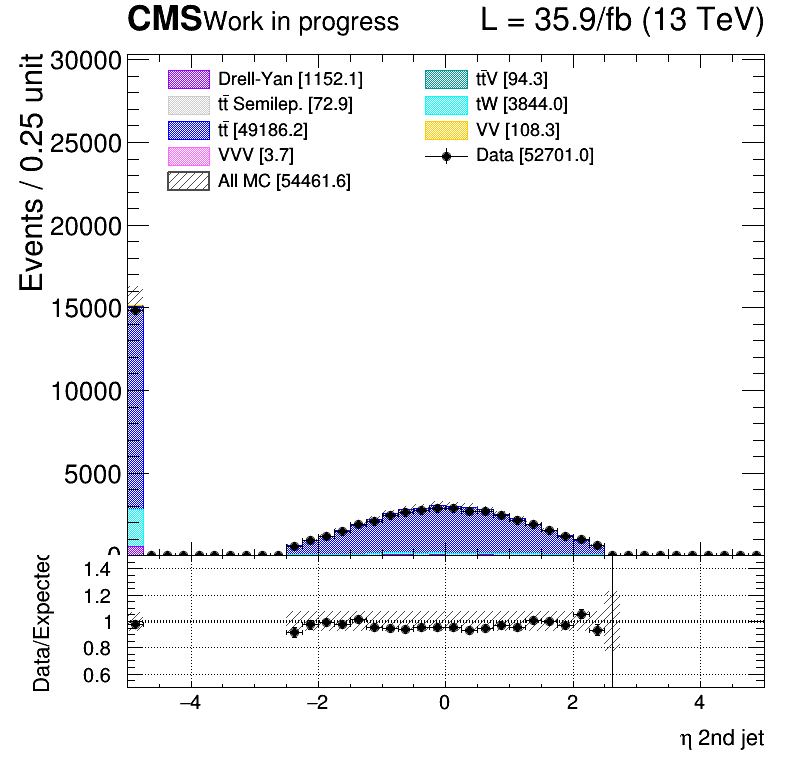 CMS Work in progress L = 35.9/fb (13 TeV)
Events / 0.25 unit
30000
25000
20000
15000
10000
5000
0
Drell-Yan [1152.1]
tt̄ Semilep. [72.9]
tt̄ [49186.2]
VVV [3.7]
All MC [54461.6]
tt̄V [94.3]
tW [3844.0]
VV [108.3]
Data [52701.0]
Data/Expected
1.4
1.2
1
0.8
0.6
−4 −2 0 2 4
η 2nd jet